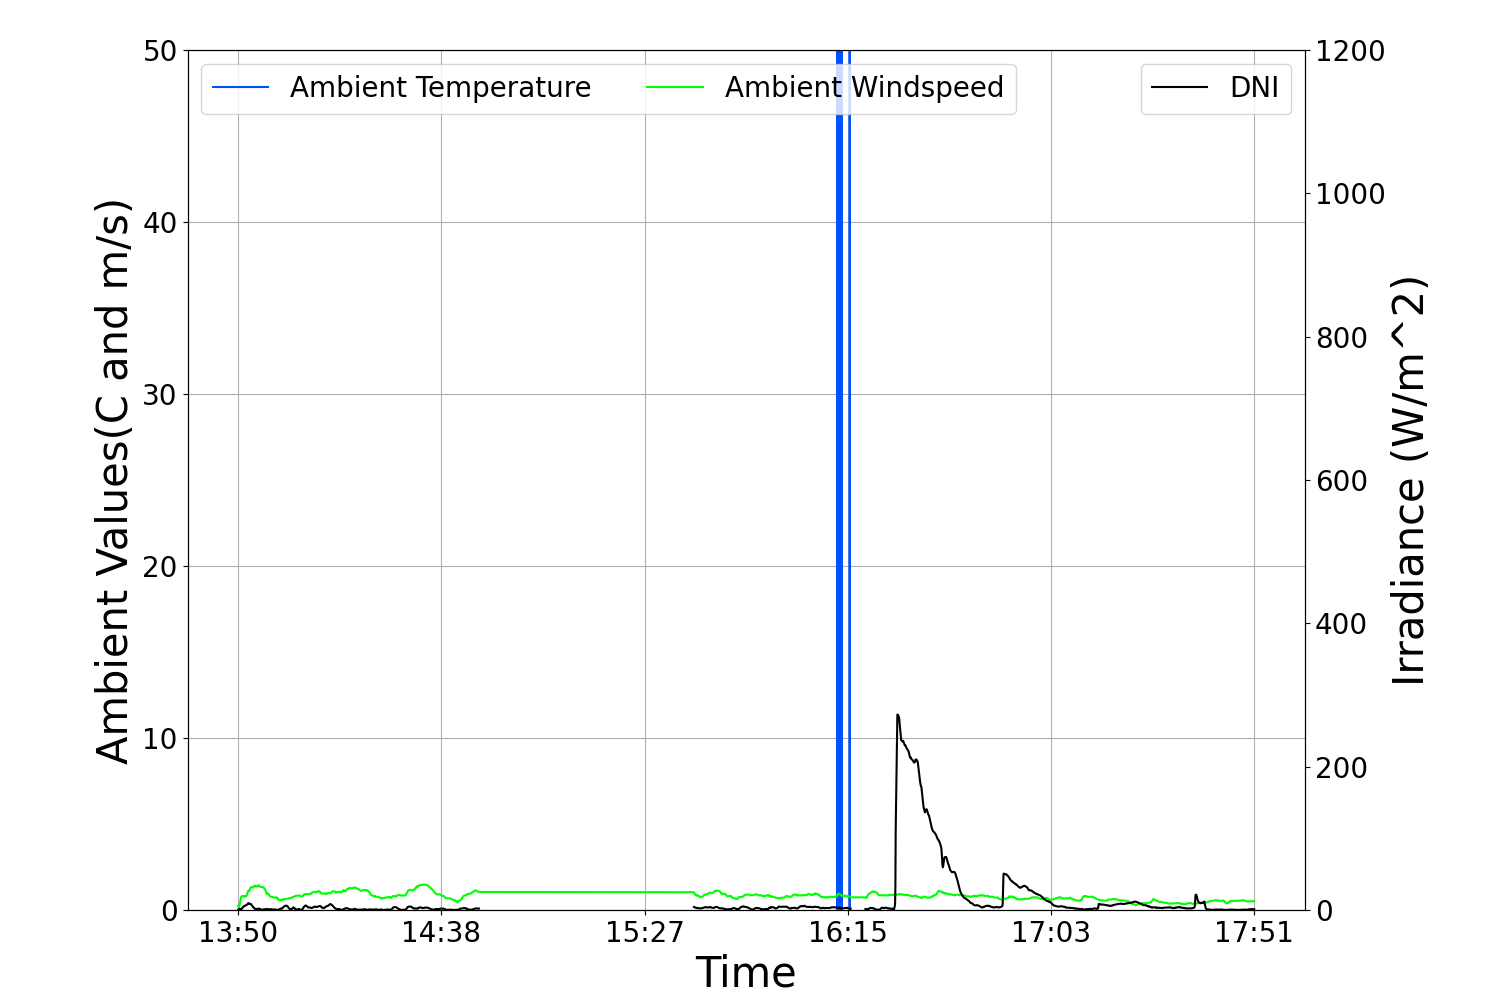 Ambient Temperature
Ambient Windspeed
DNI
Ambient Values(C and m/s)
50
40
30
20
10
0
1200
1000
800
600
400
200
0
Irradiance (W/m^2)
13:50 14:38 15:27 16:15 17:03 17:51
Time